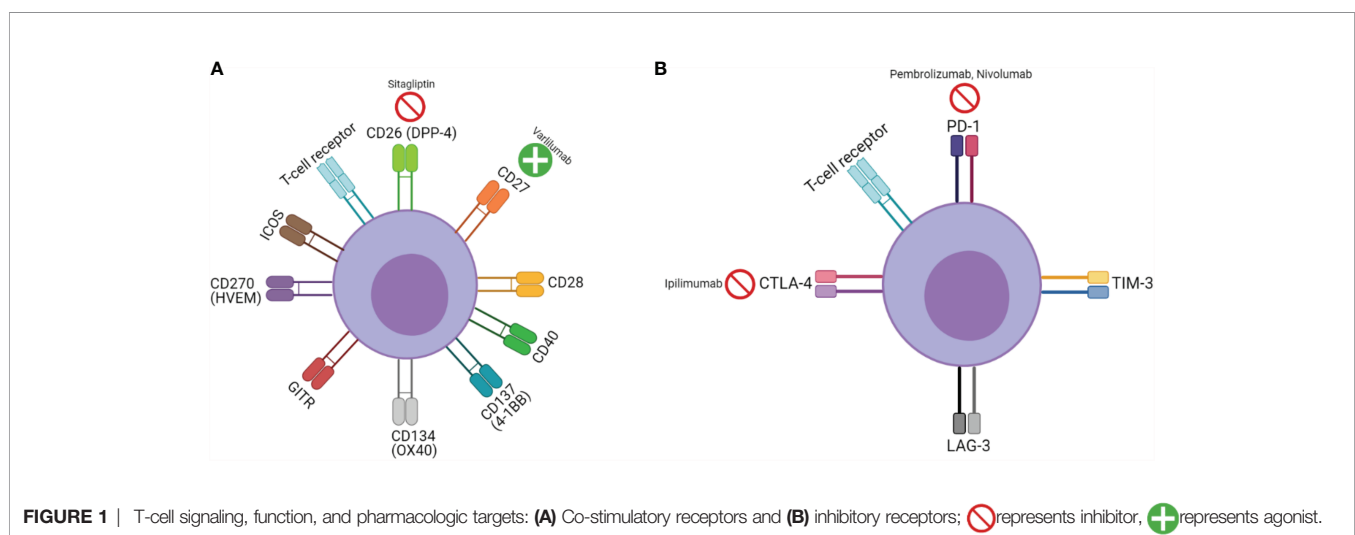 A
Sitagliptin
CD26 (DPP-4)
T-cell receptor
Varlilumab
CD27
ICOS
CD270
(HVEM)
CD28
CD40
GITR
CD137
(4-1BB)
CD134
(OX40)
B
Pembrolizumab, Nivolumab
PD-1
T-cell receptor
Ipilimumab
CTLA-4
TIM-3
LAG-3
FIGURE 1 | T-cell signaling, function, and pharmacologic targets: (A) Co-stimulatory receptors and (B) inhibitory receptors; represents inhibitor, represents agonist.